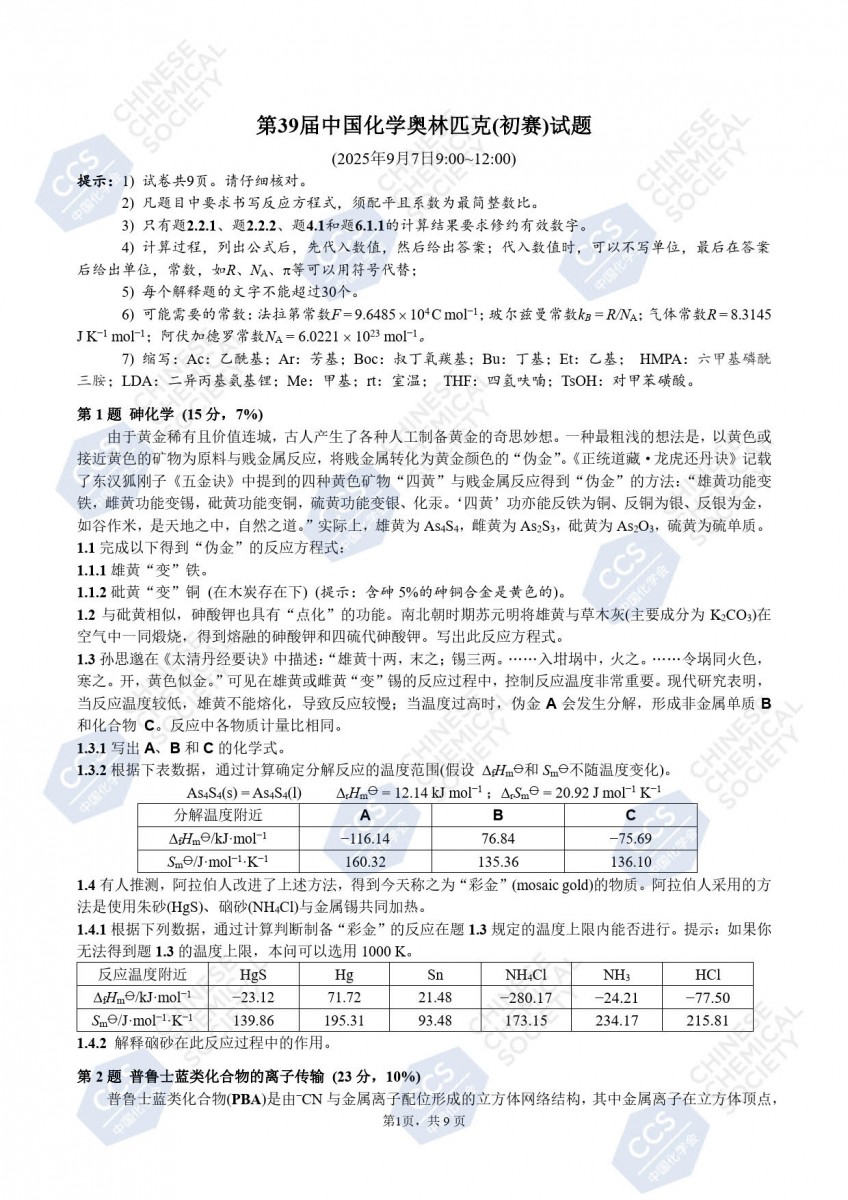 第39届中国化学奥林匹克(初赛)试题
(2025年9月7日9:00~12:00)
提示：1) 试卷共9页。请仔细核对。
2) 凡题目中要求书写反应方程式，须配平且系数为最简整数比。
3) 只有题2.2.1、题2.2.2、题4.1和题6.1.1的计算结果要求修约有效数字。
4) 计算过程，列出公式后，先代入数值，然后给出答案；代入数值时，可以不写单位，最后在答案
后给出单位，常数，如R、NA、π等可以用符号代替；
5) 每个解释题的文字不能超过30个。
6) 可能需要的常数：法拉第常数F = 9.6485 × 10⁴ C mol⁻¹；玻尔兹曼常数kB = R/NA；气体常数R = 8.3145
J K⁻¹ mol⁻¹；阿伏加德罗常数NA = 6.0221 × 10²³ mol⁻¹。
7) 缩写：Ac：乙酰基；Ar：芳基；Boc：叔丁氧羰基；Bu：丁基；Et：乙基； HMPA：六甲基磷酰
三胺；LDA：二异丙基氨基锂；Me：甲基；rt：室温； THF：四氢呋喃；TsOH：对甲苯磺酸。
第 1 题 砷化学 (15 分，7%)
由于黄金稀有且价值连城，古人产生了各种人工制备黄金的奇思妙想。一种最粗浅的想法是，以黄色或
接近黄色的矿物为原料与贱金属反应，将贱金属转化为黄金颜色的“伪金”。《正统道藏·龙虎还丹诀》记载
了东汉狐刚子《五金诀》中提到的四种黄色矿物“四黄”与贱金属反应得到“伪金”的方法：“雄黄功能变
铁，雌黄功能变锡，砒黄功能变铜，硫黄功能变银、化汞。‘四黄’功亦能反铁为铜、反铜为银、反银为金，
如谷作米，是天地之中，自然之道。”实际上，雄黄为 As₄S₄，雌黄为 As₂S₃，砒黄为 As₂O₃，硫黄为硫单质。
1.1 完成以下得到“伪金”的反应方程式：
1.1.1 雄黄“变”铁。
1.1.2 砒黄“变”铜 (在木炭存在下) (提示：含砷 5%的砷铜合金是黄色的)。
1.2 与砒黄相似，砷酸钾也具有“点化”的功能。南北朝时期苏元明将雄黄与草木灰(主要成分为 K₂CO₃)在
空气中一同煅烧，得到熔融的砷酸钾和四硫代砷酸钾。写出此反应方程式。
1.3 孙思邈在《太清丹经要诀》中描述：“雄黄十两，末之；锡三两。……入坩埚中，火之。……令埚同火色，
寒之。开，黄色似金。”可见在雄黄或雌黄“变”锡的反应过程中，控制反应温度非常重要。现代研究表明，
当反应温度较低，雄黄不能熔化，导致反应较慢；当温度过高时，伪金 A 会发生分解，形成非金属单质 B
和化合物 C。反应中各物质计量比相同。
1.3.1 写出 A、B 和 C 的化学式。
1.3.2 根据下表数据，通过计算确定分解反应的温度范围(假设 ΔfHm⊖和 Sm⊖不随温度变化)。
As₄S₄(s) = As₄S₄(l) ΔrHm⊖ = 12.14 kJ mol⁻¹； ΔrSm⊖ = 20.92 J mol⁻¹ K⁻¹
分解温度附近 A B C
ΔfHm⊖/kJ·mol⁻¹ −116.14 76.84 −75.69
Sm⊖/J·mol⁻¹·K⁻¹ 160.32 135.36 136.10
1.4 有人推测，阿拉伯人改进了上述方法，得到今天称之为“彩金”(mosaic gold)的物质。阿拉伯人采用的方
法是使用朱砂(HgS)、硇砂(NH₄Cl)与金属锡共同加热。
1.4.1 根据下列数据，通过计算判断制备“彩金”的反应在题 1.3 规定的温度上限内能否进行。提示：如果你
无法得到题 1.3 的温度上限，本问可以选用 1000 K。
反应温度附近 HgS Hg Sn NH₄Cl NH₃ HCl
ΔfHm⊖/kJ·mol⁻¹ −23.12 71.72 21.48 −280.17 −24.21 −77.50
Sm⊖/J·mol⁻¹·K⁻¹ 139.86 195.31 93.48 173.15 234.17 215.81
1.4.2 解释硇砂在此反应过程中的作用。
第 2 题 普鲁士蓝类化合物的离子传输 (23 分，10%)
普鲁士蓝类化合物(PBA)是由⁻CN 与金属离子配位形成的立方体网络结构，其中金属离子在立方体顶点，
第1页，共 9 页
CHINESE CHEMICAL SOCIETY
CCS
中国化学会